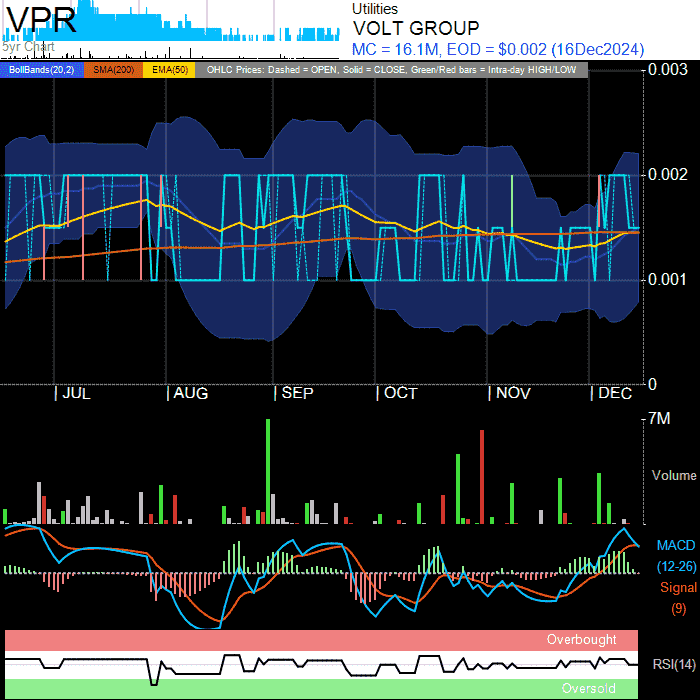 VPR
5yr Chart
Utilities
VOLT GROUP
MC = 16.1M, EOD = $0.002 (16Dec2024)
BollBands(20,2) SMA(200) EMA(50) OHLC Prices: Dashed = OPEN, Solid = CLOSE, Green/Red bars = Intra-day HIGH/LOW
0.003
0.002
0.001
0
JUL AUG SEP OCT NOV DEC
7M
Volume
MACD
(12-26)
Signal
(9)
Overbought
RSI(14)
Oversold